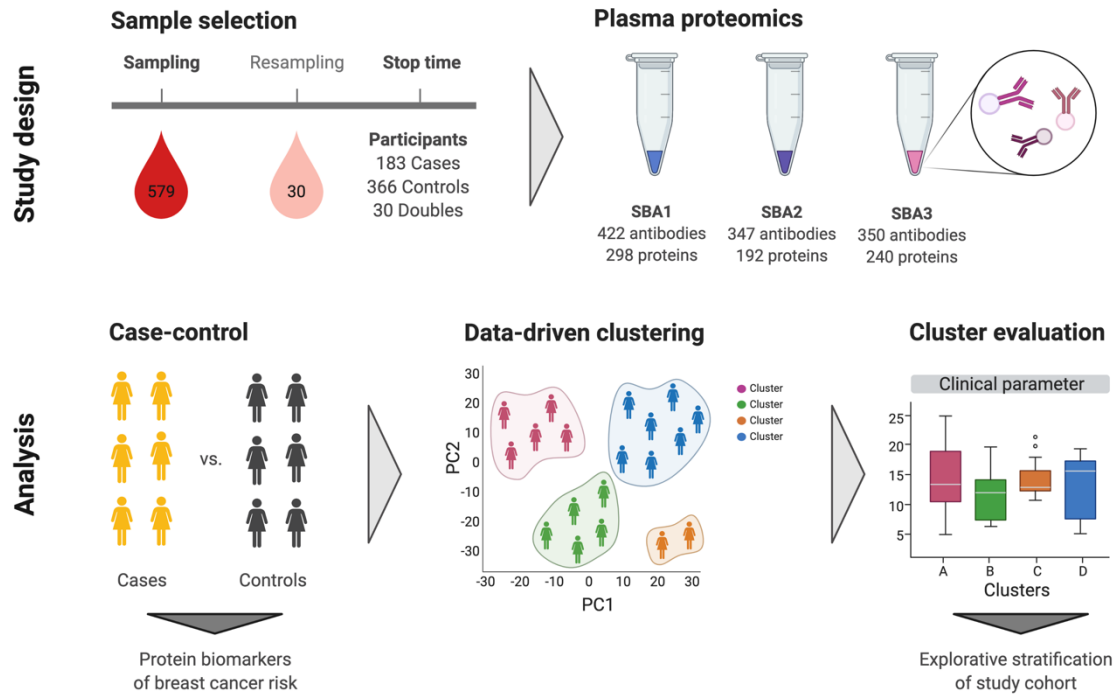 Study design
Sample selection
Sampling
Resampling
Stop time
579
30
Participants
183 Cases
366 Controls
30 Doubles
Plasma proteomics
SBA1
422 antibodies
298 proteins
SBA2
347 antibodies
192 proteins
SBA3
350 antibodies
240 proteins
Analysis
Case-control
vs.
Cases
Controls
Protein biomarkers
of breast cancer risk
Data-driven clustering
PC2
30
20
10
0
-10
-20
-30
-30
-20
-10
0
10
20
30
PC1
Cluster
Cluster
Cluster
Cluster
Cluster evaluation
Clinical parameter
25
20
15
10
5
A
B
C
D
Clusters
Explorative stratification
of study cohort